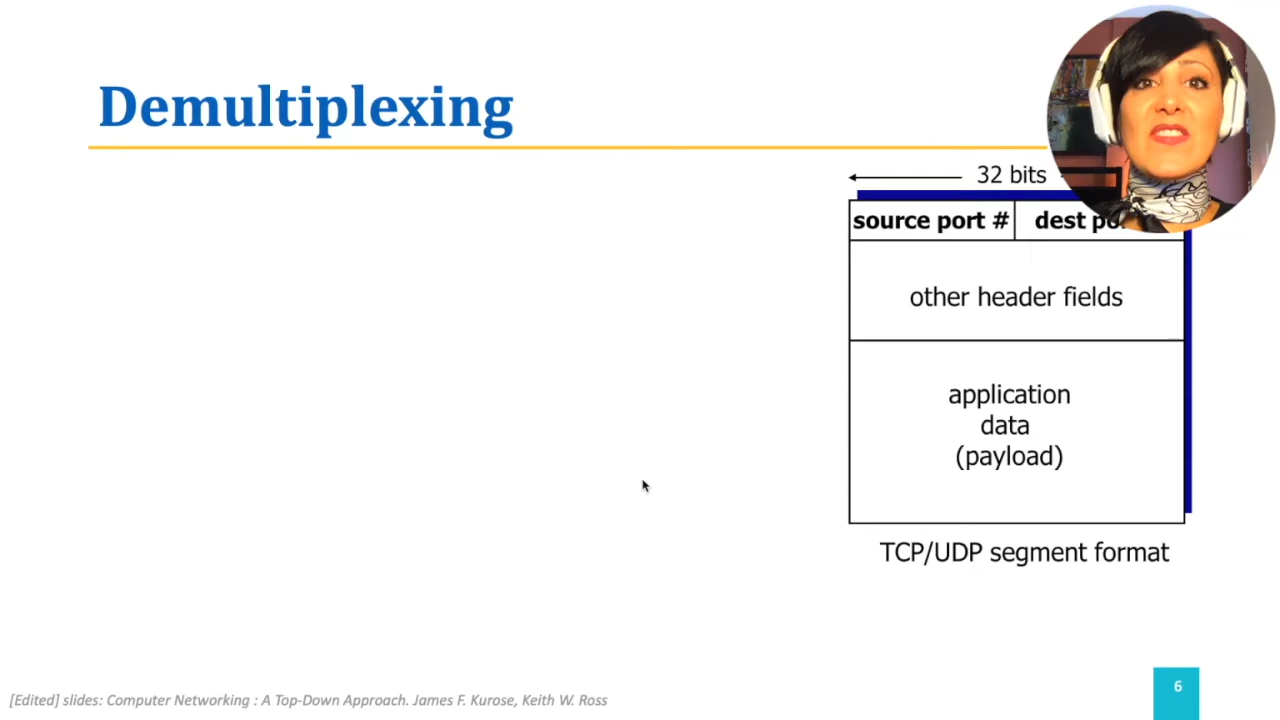 Demultiplexing
32 bits
source port #
dest
other header fields
application
data
(payload)
TCP/UDP segment format
[Edited] slides: Computer Networking : A Top-Down Approach. James F. Kurose, Keith W. Ross
6